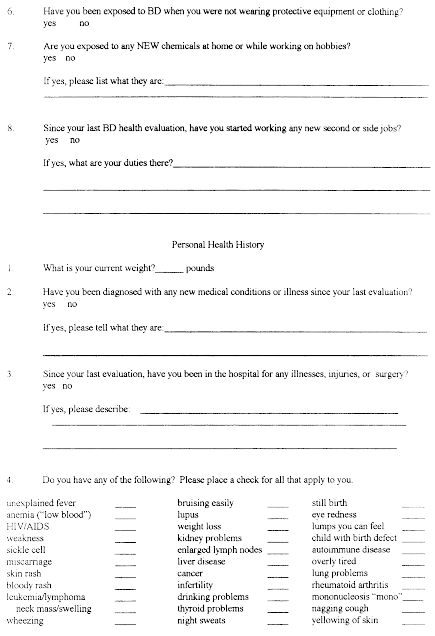 6. Have you been exposed to BD when you were not wearing protective equipment or clothing?
yes no
7. Are you exposed to any NEW chemicals at home or while working on hobbies?
yes no
If yes, please list what they are:
8. Since your last BD health evaluation, have you started working any new second or side jobs?
yes no
If yes, what are your duties there?
Personal Health History
1. What is your current weight?______ pounds
2. Have you been diagnosed with any new medical conditions or illness since your last evaluation?
yes no
If yes, please tell what they are:
3. Since your last evaluation, have you been in the hospital for any illnesses, injuries, or surgery?
yes no
If yes, please describe:
4. Do you have any of the following? Please place a check for all that apply to you.
unexplained fever ____ bruising easily ____ still birth ____
anemia ("low blood") ____ lupus ____ eye redness ____
HIV/AIDS ____ weight loss ____ lumps you can feel ____
weakness ____ kidney problems ____ child with birth defect ____
sickle cell ____ enlarged lymph nodes ____ autoimmune disease ____
miscarriage ____ liver disease ____ overly tired ____
skin rash ____ cancer ____ lung problems ____
bloody rash ____ infertility ____ rheumatoid arthritis ____
leukemia/lymphoma ____ drinking problems ____ mononucleosis "mono"____
neck mass/swelling ____ thyroid problems ____ nagging cough ____
wheezing ____ night sweats ____ yellowing of skin ____